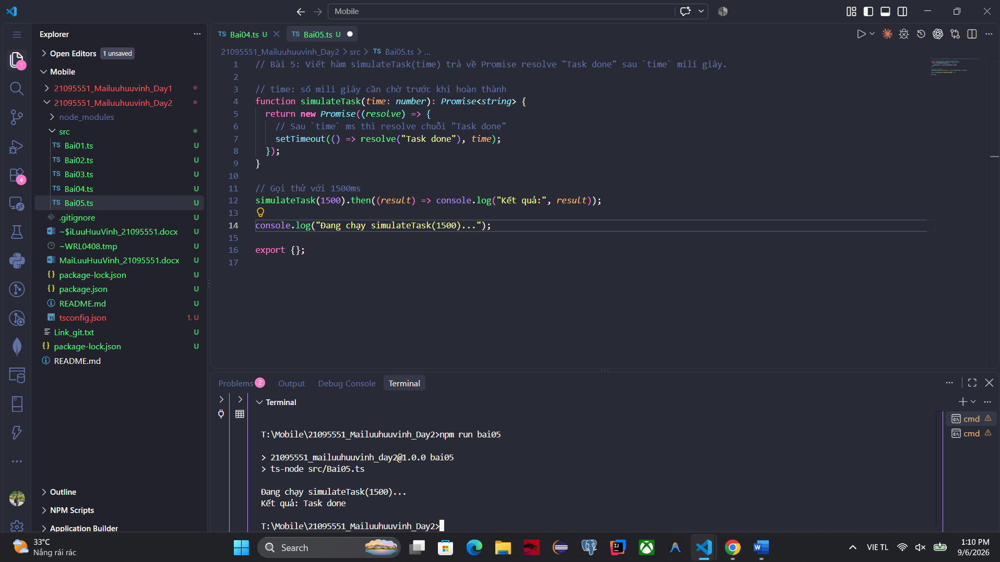 Mobile
Explorer
Open Editors 1 unsaved
Mobile
21095551_Mailuuhuuvinh_Day1
21095551_Mailuuhuuvinh_Day2
node_modules
src
TS Bai01.ts U
TS Bai02.ts U
TS Bai03.ts U
TS Bai04.ts U
TS Bai05.ts U
.gitignore U
~$iLuuHuuVinh_21095551.docx U
~WRL0408.tmp U
MaiLuuHuuVinh_21095551.docx U
{} package-lock.json U
{} package.json U
README.md U
TS tsconfig.json 1, U
Link_git.txt U
{} package-lock.json U
README.md
Outline
NPM Scripts
Application Builder
1
4
TS Bai04.ts U
TS Bai05.ts U
21095551_Mailuuhuuvinh_Day2 > src > TS Bai05.ts > ...
1 // Bài 5: Viết hàm simulateTask(time) trả về Promise resolve "Task done" sau `time` mili giây.
2
3 // time: số mili giây cần chờ trước khi hoàn thành
4 function simulateTask(time: number): Promise<string> {
5 return new Promise((resolve) => {
6 // Sau `time` ms thì resolve chuỗi "Task done"
7 setTimeout(() => resolve("Task done"), time);
8 });
9 }
10
11 // Gọi thử với 1500ms
12 simulateTask(1500).then((result) => console.log("Kết quả:", result));
13
14 console.log("Đang chạy simulateTask(1500)...");
15
16 export {};
17
Problems 2 Output Debug Console Terminal
Terminal
T:\Mobile\21095551_Mailuuhuuvinh_Day2>npm run bai05
> 21095551_mailuuhuuvinh_day2@1.0.0 bai05
> ts-node src/Bai05.ts
Đang chạy simulateTask(1500)...
Kết quả: Task done
T:\Mobile\21095551_Mailuuhuuvinh_Day2>
cmd
cmd
33°C
Nắng rải rác
Search
VIE TL
1:10 PM
9/6/2026